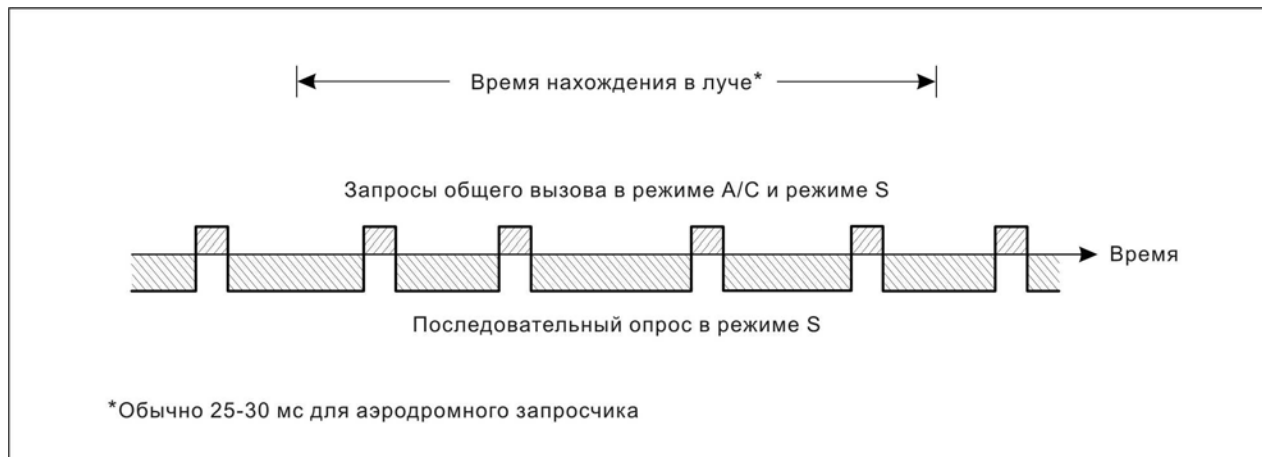 Время нахождения в луче*
Запросы общего вызова в режиме A/C и режиме S
Время
Последовательный опрос в режиме S
*Обычно 25-30 мс для аэродромного запросчика